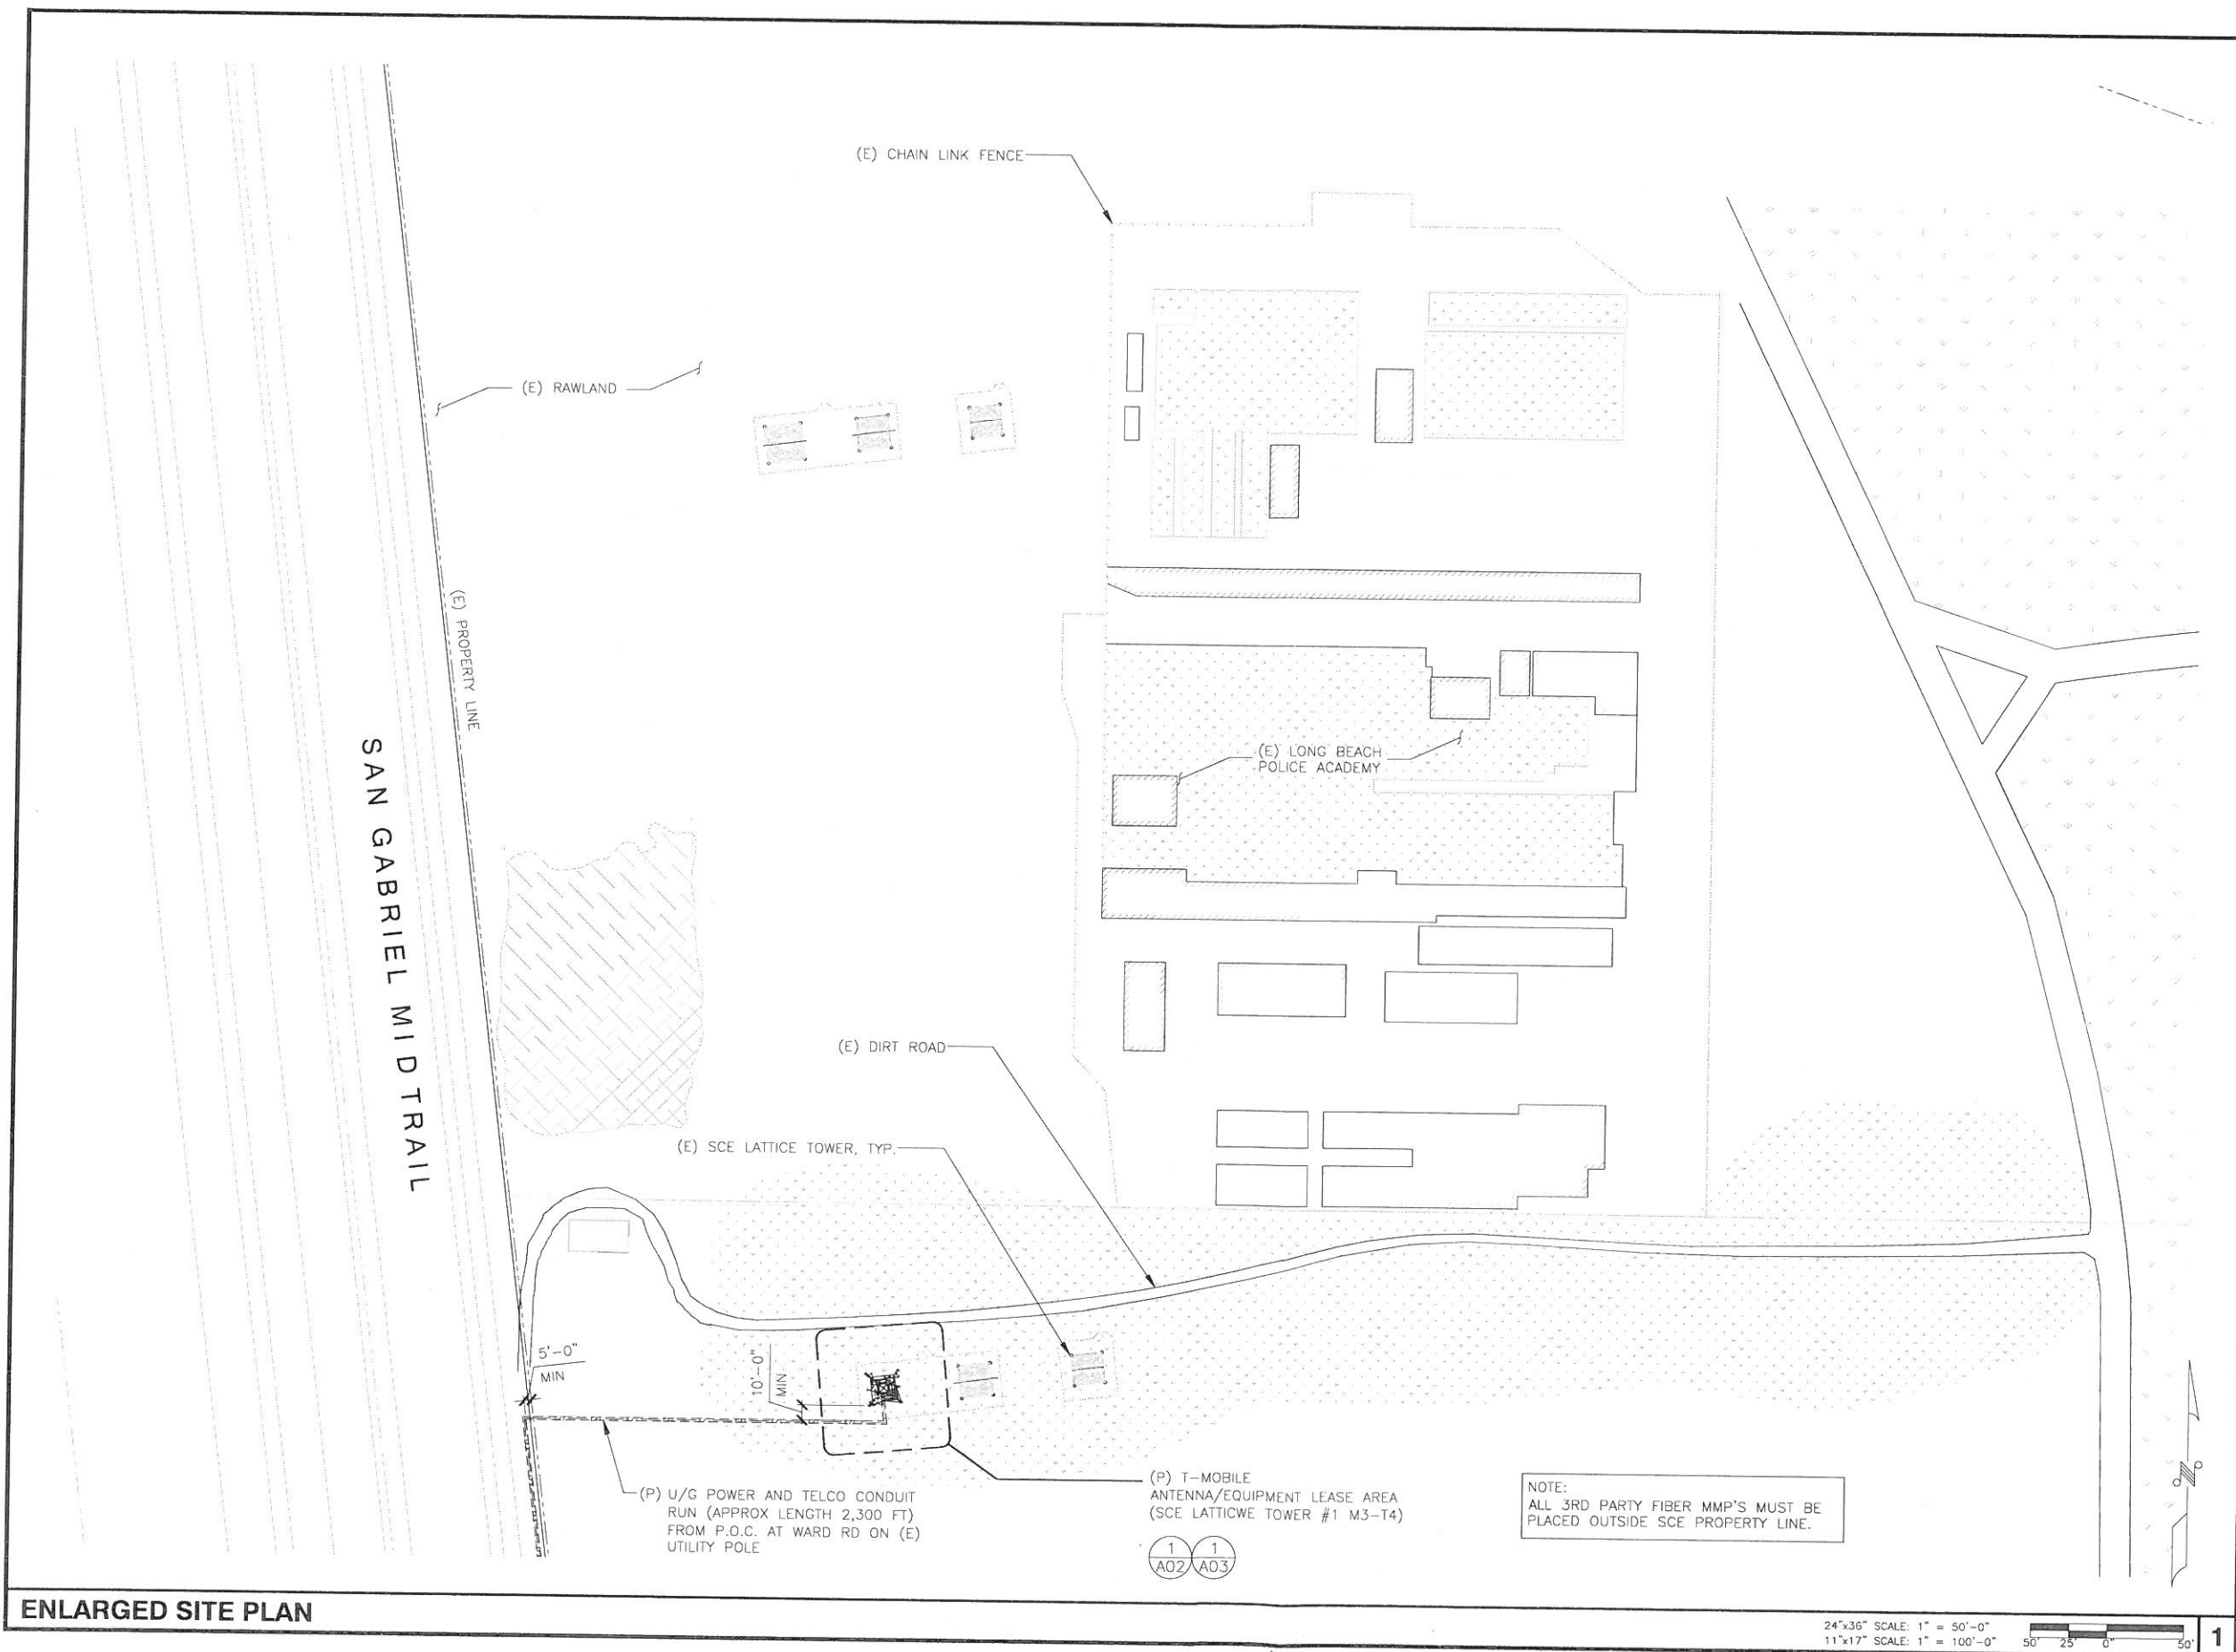 (E) CHAIN LINK FENCE
(E) RAWLAND
(E) PROPERTY LINE
SAN GABRIEL MID TRAIL
(E) LONG BEACH
POLICE ACADEMY
(E) DIRT ROAD
(E) SCE LATTICE TOWER, TYP.
5'-0"
MIN
10'-0"
MIN
(P) U/G POWER AND TELCO CONDUIT
RUN (APPROX LENGTH 2,300 FT)
FROM P.O.C. AT WARD RD ON (E)
UTILITY POLE
(P) T-MOBILE
ANTENNA/EQUIPMENT LEASE AREA
(SCE LATTICWE TOWER #1 M3-T4)
1 1
A02 A03
NOTE:
ALL 3RD PARTY FIBER MMP'S MUST BE
PLACED OUTSIDE SCE PROPERTY LINE.
N
ENLARGED SITE PLAN
24"x36" SCALE: 1" = 50'-0"
11"x17" SCALE: 1" = 100'-0"
50' 25' 0" 50'
1